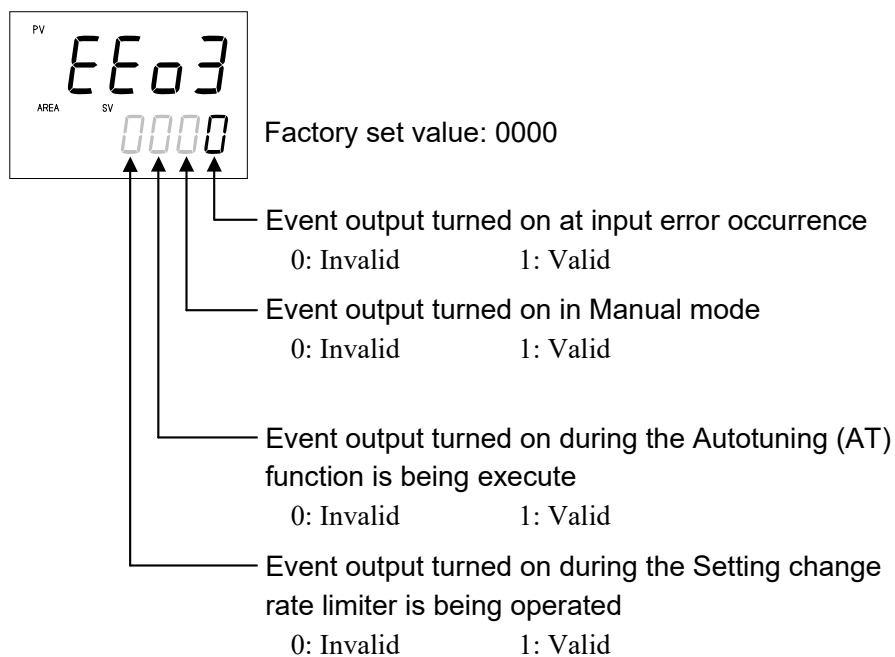 PV
EEo3
AREA SV
0000
Factory set value: 0000
Event output turned on at input error occurrence
0: Invalid 1: Valid
Event output turned on in Manual mode
0: Invalid 1: Valid
Event output turned on during the Autotuning (AT)
function is being execute
0: Invalid 1: Valid
Event output turned on during the Setting change
rate limiter is being operated
0: Invalid 1: Valid